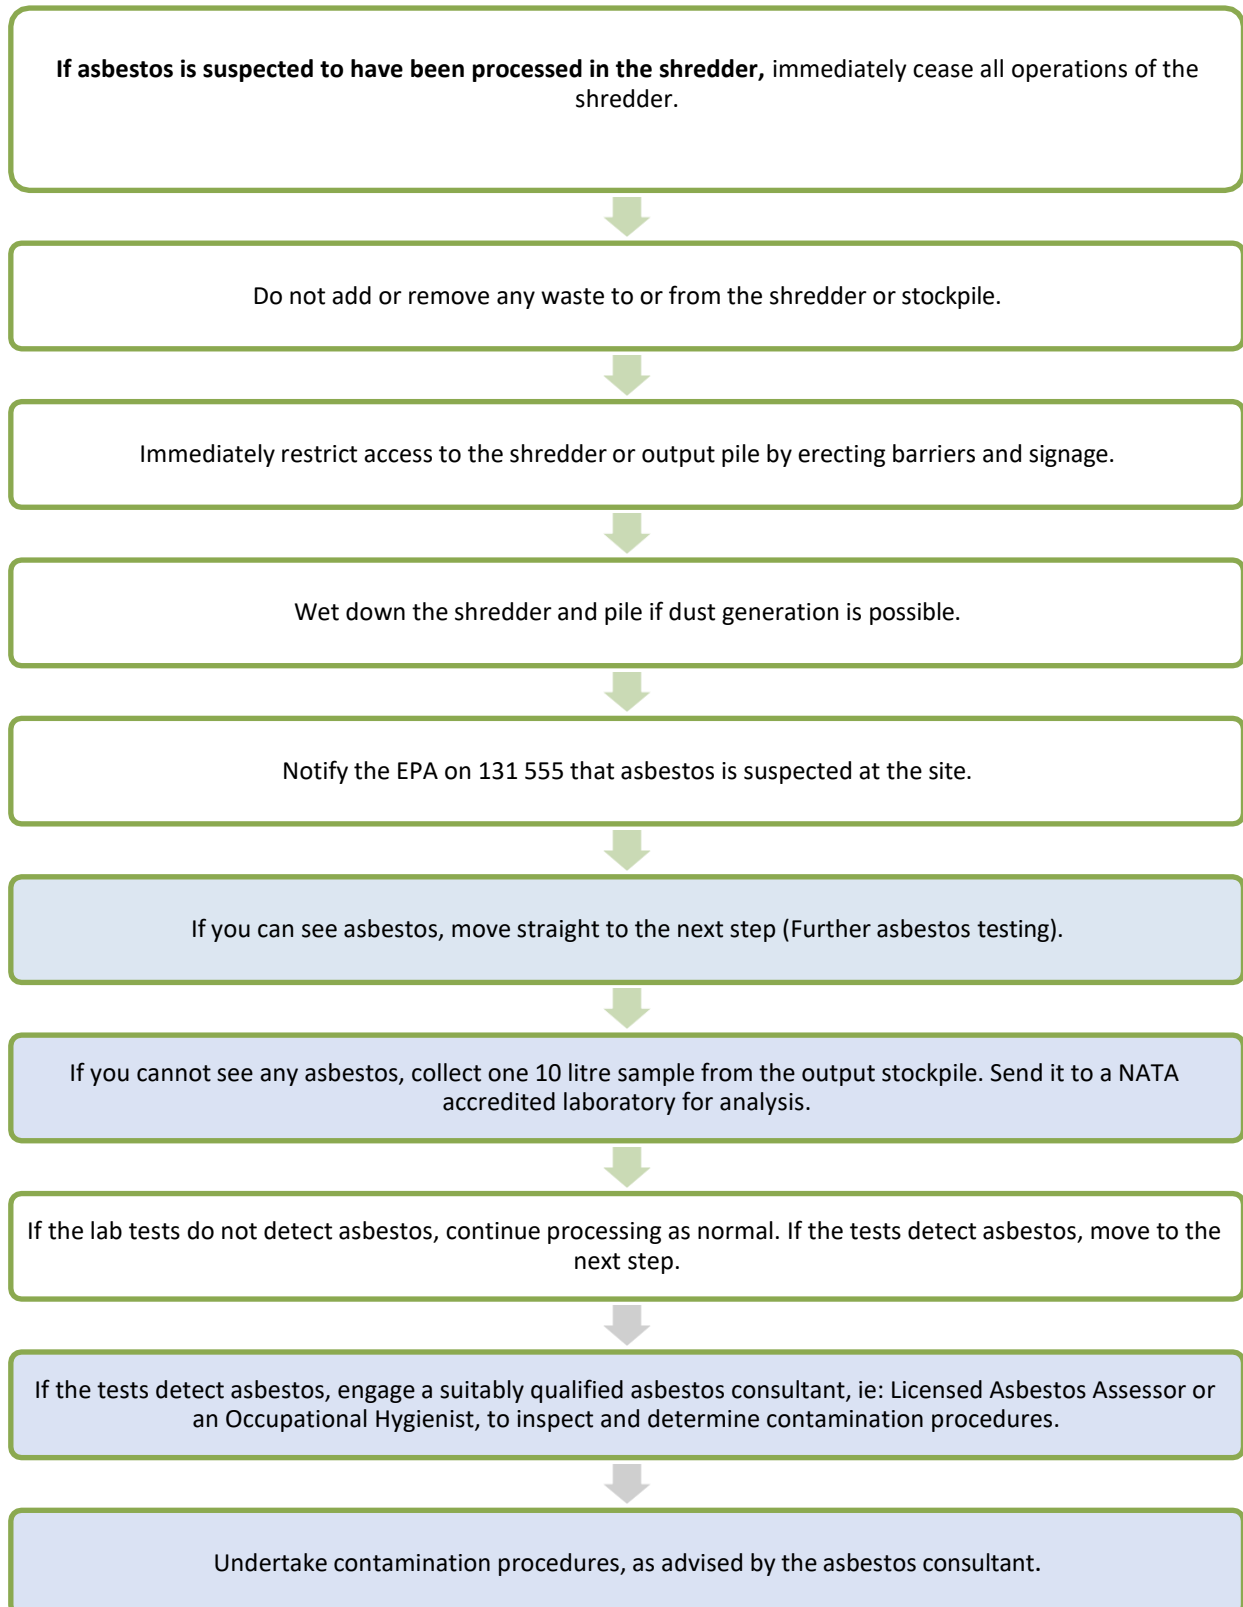 If asbestos is suspected to have been processed in the shredder, immediately cease all operations of the
shredder.
Do not add or remove any waste to or from the shredder or stockpile.
Immediately restrict access to the shredder or output pile by erecting barriers and signage.
Wet down the shredder and pile if dust generation is possible.
Notify the EPA on 131 555 that asbestos is suspected at the site.
If you can see asbestos, move straight to the next step (Further asbestos testing).
If you cannot see any asbestos, collect one 10 litre sample from the output stockpile. Send it to a NATA
accredited laboratory for analysis.
If the lab tests do not detect asbestos, continue processing as normal. If the tests detect asbestos, move to the
next step.
If the tests detect asbestos, engage a suitably qualified asbestos consultant, ie: Licensed Asbestos Assessor or
an Occupational Hygienist, to inspect and determine contamination procedures.
Undertake contamination procedures, as advised by the asbestos consultant.